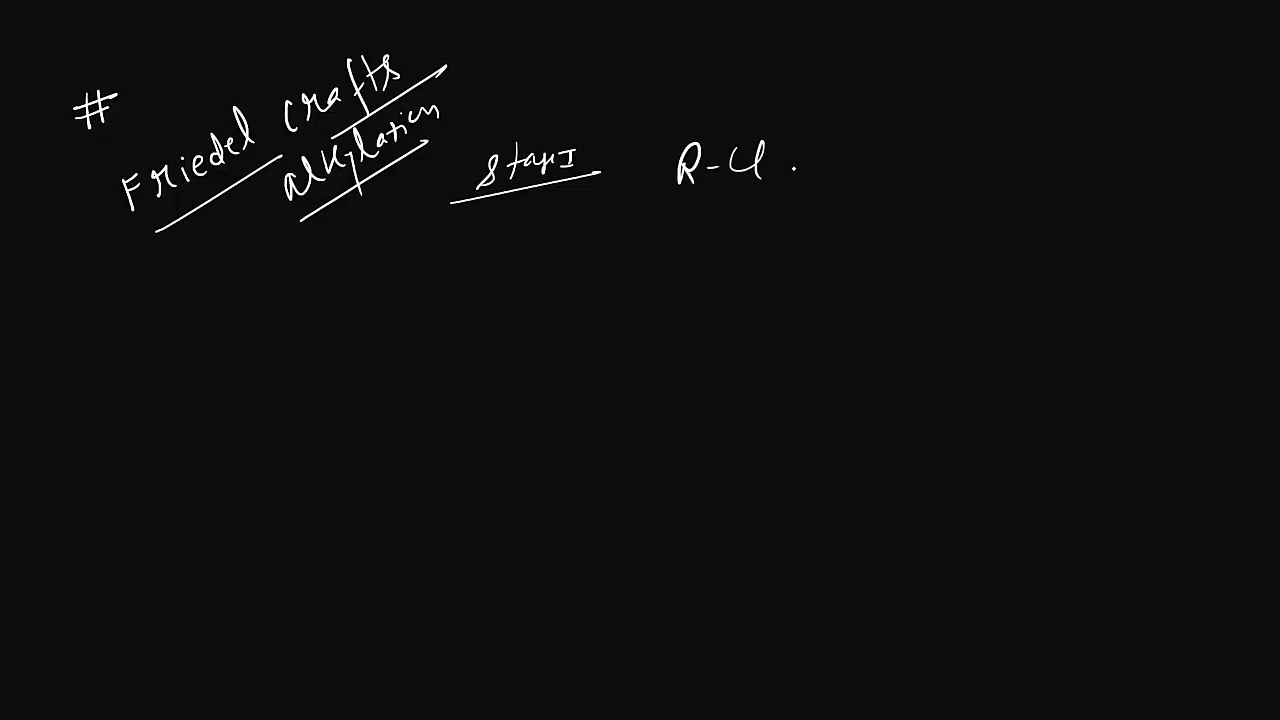 # Friedel crafts
alkylation
Step I R-Cl .